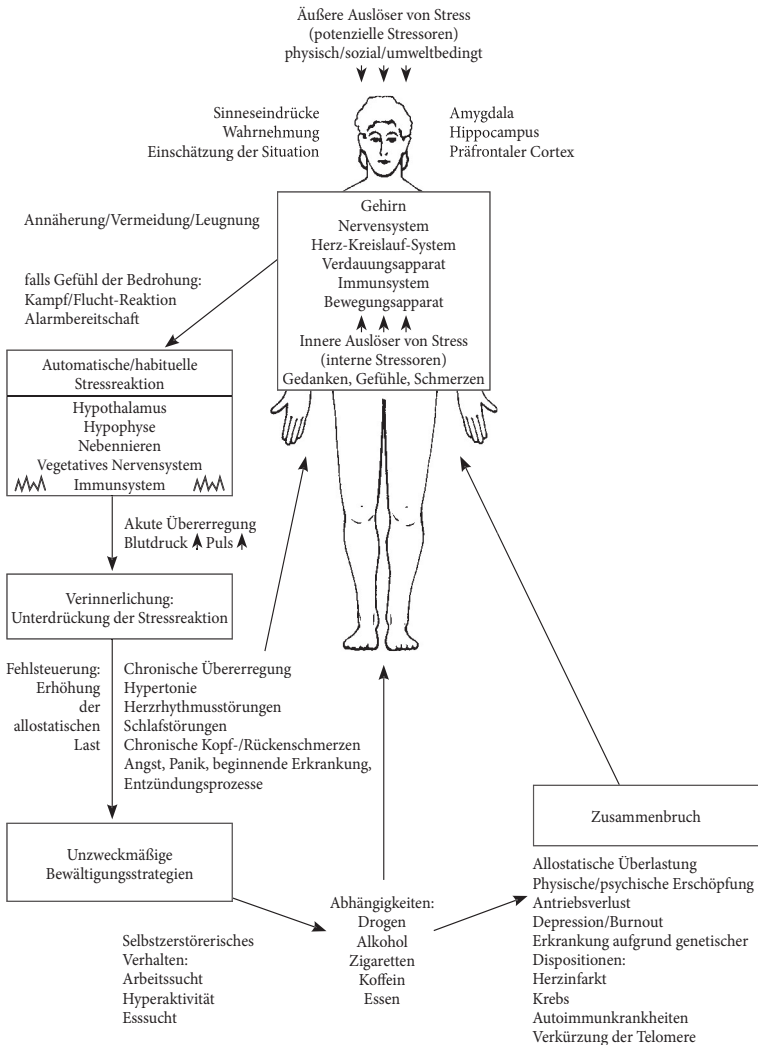 Äußere Auslöser von Stress
(potenzielle Stressoren)
physisch/sozial/umweltbedingt
Sinneseindrücke
Wahrnehmung
Einschätzung der Situation
Amygdala
Hippocampus
Präfrontaler Cortex
Annäherung/Vermeidung/Leugnung
Gehirn
Nervensystem
Herz-Kreislauf-System
Verdauungsapparat
Immunsystem
Bewegungsapparat
Innere Auslöser von Stress
(interne Stressoren)
Gedanken, Gefühle, Schmerzen
falls Gefühl der Bedrohung:
Kampf/Flucht-Reaktion
Alarmbereitschaft
Automatische/habituelle
Stressreaktion
Hypothalamus
Hypophyse
Nebennieren
Vegetatives Nervensystem
Immunsystem
Akute Übererregung
Blutdruck Puls
Verinnerlichung:
Unterdrückung der Stressreaktion
Fehlsteuerung:
Erhöhung
der
allostatischen
Last
Chronische Übererregung
Hypertonie
Herzrhythmusstörungen
Schlafstörungen
Chronische Kopf-/Rückenschmerzen
Angst, Panik, beginnende Erkrankung,
Entzündungsprozesse
Unzweckmäßige
Bewältigungsstrategien
Selbstzerstörerisches
Verhalten:
Arbeitssucht
Hyperaktivität
Esssucht
Abhängigkeiten:
Drogen
Alkohol
Zigaretten
Koffein
Essen
Zusammenbruch
Allostatische Überlastung
Physische/psychische Erschöpfung
Antriebsverlust
Depression/Burnout
Erkrankung aufgrund genetischer
Dispositionen:
Herzinfarkt
Krebs
Autoimmunkrankheiten
Verkürzung der Telomere